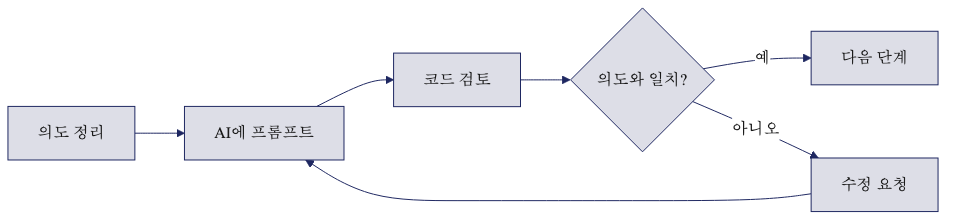 의도 정리
AI에 프롬프트
코드 검토
의도와 일치?
예
다음 단계
아니오
수정 요청